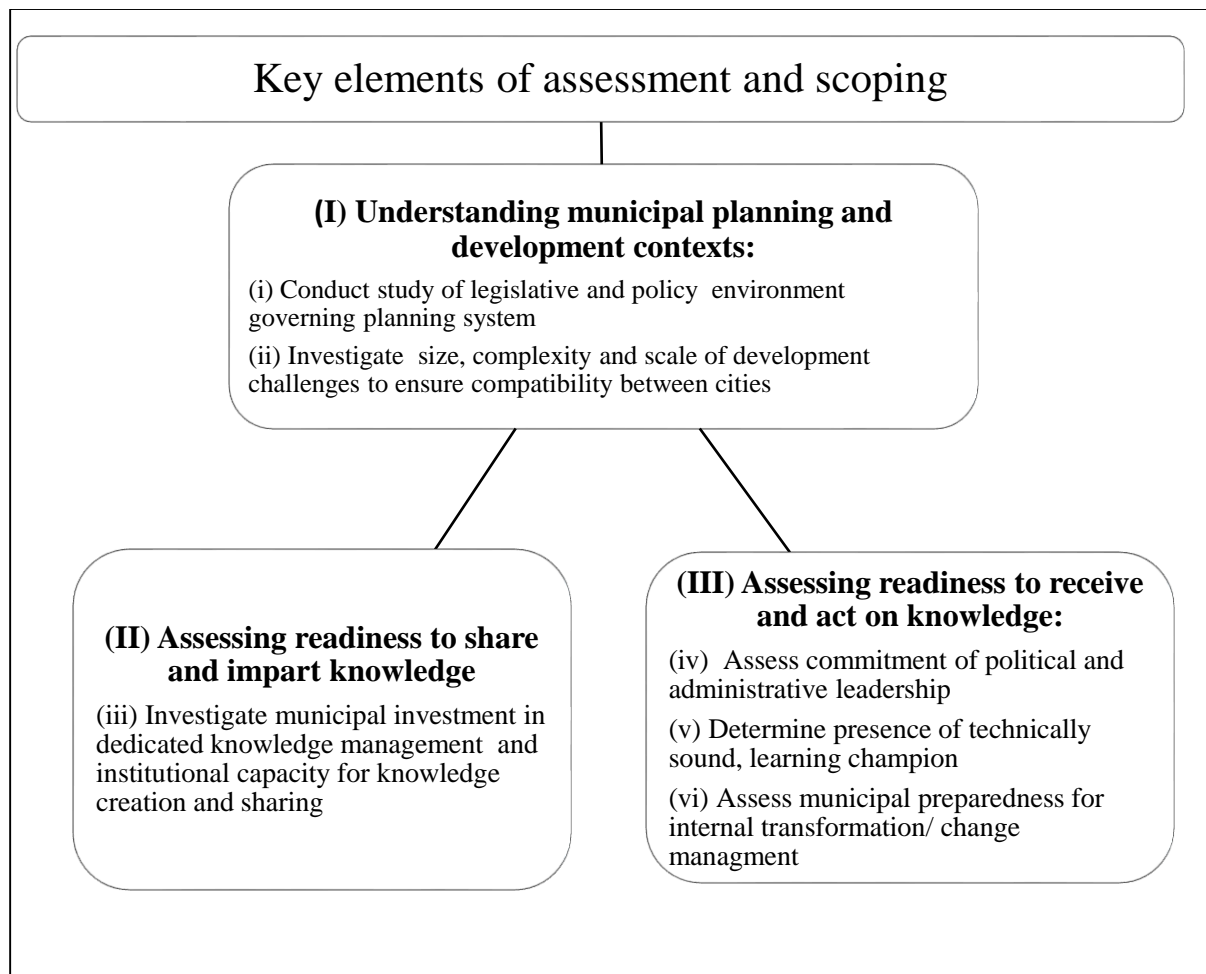 Key elements of assessment and scoping
(I) Understanding municipal planning and
development contexts:
(i) Conduct study of legislative and policy environment
governing planning system
(ii) Investigate size, complexity and scale of development
challenges to ensure compatibility between cities
(II) Assessing readiness to share
and impart knowledge
(iii) Investigate municipal investment in
dedicated knowledge management and
institutional capacity for knowledge
creation and sharing
(III) Assessing readiness to receive
and act on knowledge:
(iv) Assess commitment of political and
administrative leadership
(v) Determine presence of technically
sound, learning champion
(vi) Assess municipal preparedness for
internal transformation/ change
managment